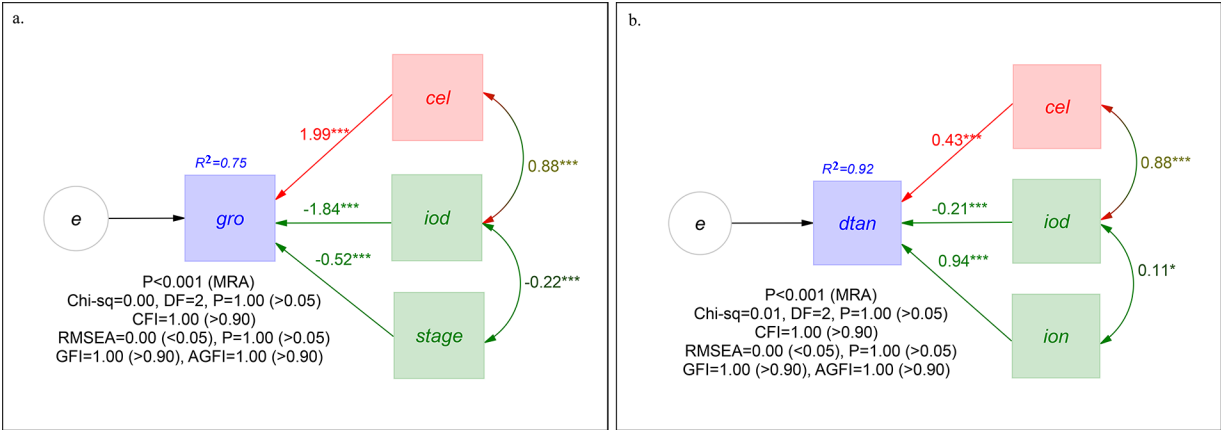 a.
cel
1.99***
R²=0.75
0.88***
e
gro
-1.84***
iod
-0.52***
-0.22***
stage
P<0.001 (MRA)
Chi-sq=0.00, DF=2, P=1.00 (>0.05)
CFI=1.00 (>0.90)
RMSEA=0.00 (<0.05), P=1.00 (>0.05)
GFI=1.00 (>0.90), AGFI=1.00 (>0.90)
b.
cel
0.43***
R²=0.92
0.88***
e
dtan
-0.21***
iod
0.94***
0.11*
ion
P<0.001 (MRA)
Chi-sq=0.01, DF=2, P=1.00 (>0.05)
CFI=1.00 (>0.90)
RMSEA=0.00 (<0.05), P=1.00 (>0.05)
GFI=1.00 (>0.90), AGFI=1.00 (>0.90)